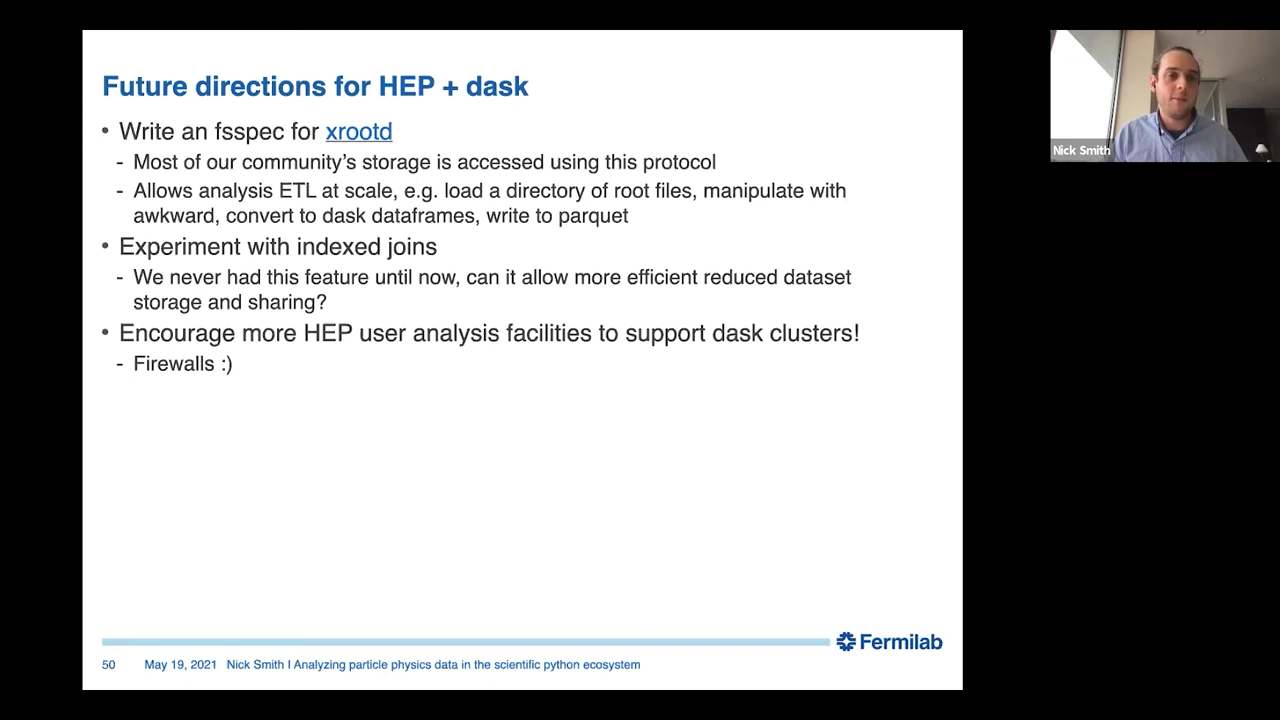 Future directions for HEP + dask
• Write an fsspec for xrootd
- Most of our community's storage is accessed using this protocol
- Allows analysis ETL at scale, e.g. load a directory of root files, manipulate with
awkward, convert to dask dataframes, write to parquet
• Experiment with indexed joins
- We never had this feature until now, can it allow more efficient reduced dataset
storage and sharing?
• Encourage more HEP user analysis facilities to support dask clusters!
- Firewalls :)
Nick Smith
Fermilab
50 May 19, 2021 Nick Smith I Analyzing particle physics data in the scientific python ecosystem